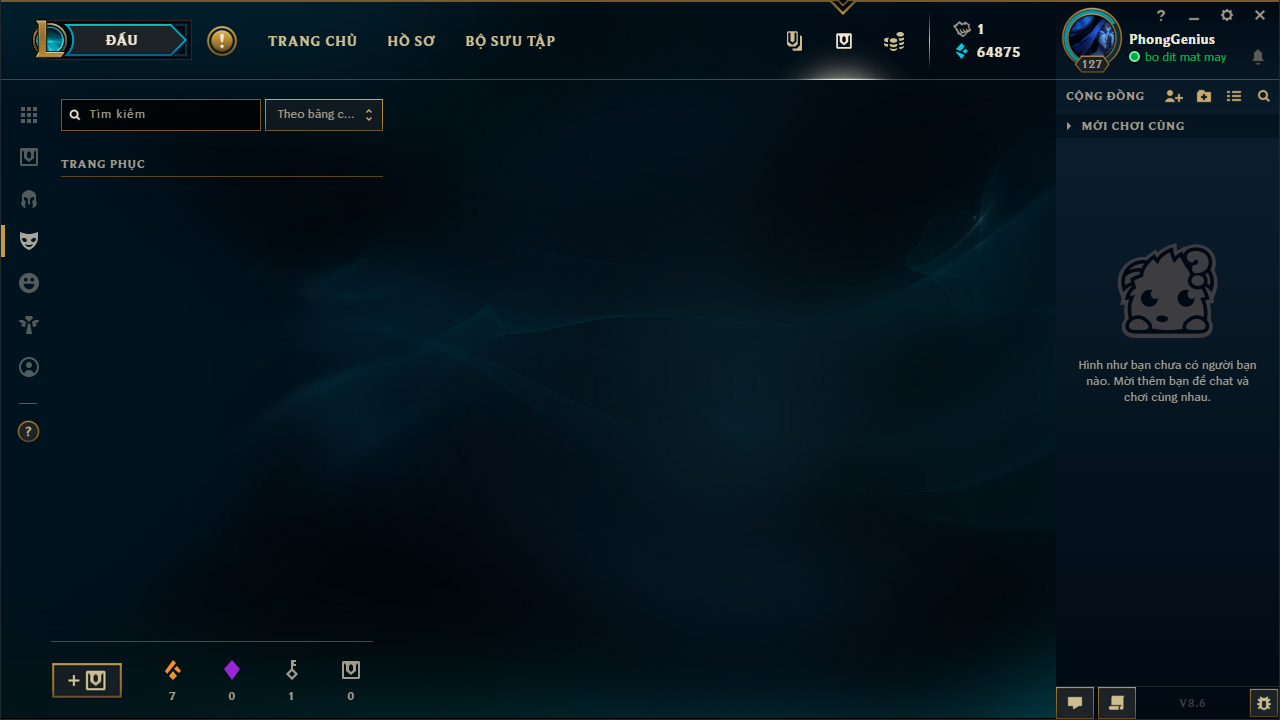 ĐẤU
TRANG CHỦ
HỒ SƠ
BỘ SƯU TẬP
1
64875
127
PhongGenius
bo dit mat may
Tìm kiếm
Theo bảng c...
TRANG PHỤC
CỘNG ĐỒNG
MỚI CHƠI CÙNG
Hình như bạn chưa có người bạn
nào. Mời thêm bạn để chat và
chơi cùng nhau.
7
0
1
0
V8.6